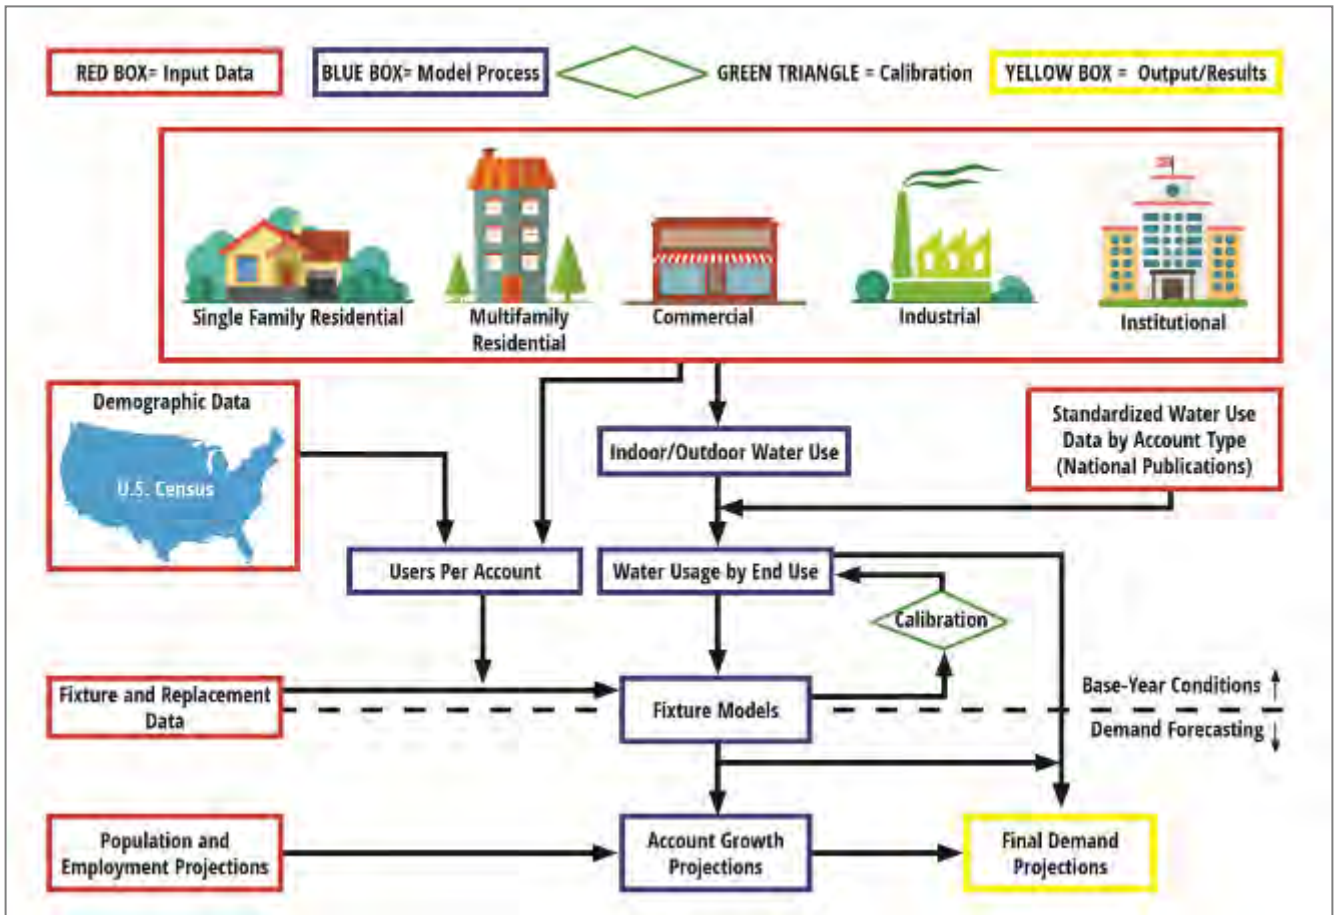 RED BOX= Input Data
BLUE BOX= Model Process
GREEN TRIANGLE = Calibration
YELLOW BOX = Output/Results
Single Family Residential
Multifamily
Residential
Commercial
Industrial
Institutional
Demographic Data
U.S. Census
Indoor/Outdoor Water Use
Standardized Water Use
Data by Account Type
(National Publications)
Users Per Account
Water Usage by End Use
Calibration
Fixture and Replacement
Data
Fixture Models
Base-Year Conditions
Demand Forecasting
Population and
Employment Projections
Account Growth
Projections
Final Demand
Projections